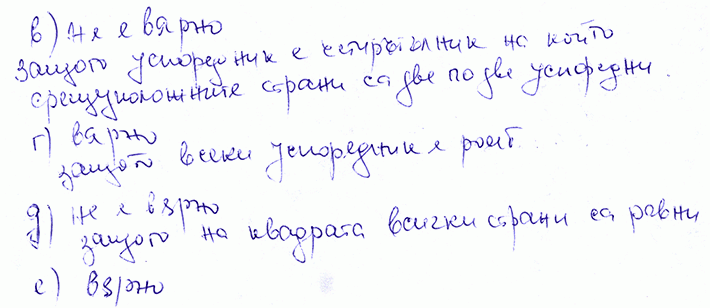 в) Не е вярно
защото успоредник е четириъгълник на който
срещуположните страни са две по две успоредни.
г) вярно
защото всеки успоредник е ромб
д) Не е вярно
защото на квадрата всички страни са равни
е) вярно